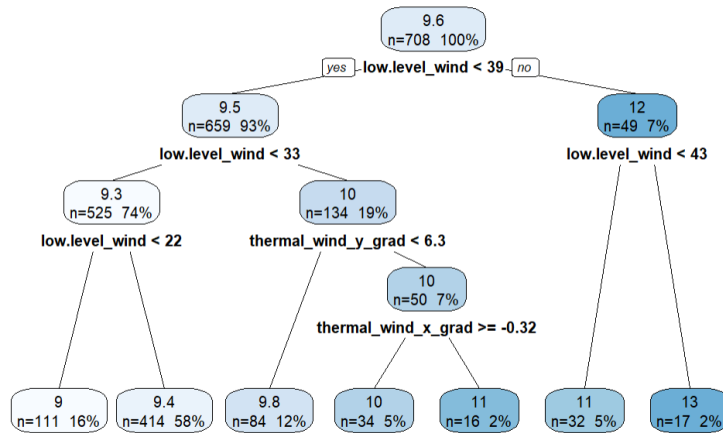 9.6
n=708 100%
yes low.level_wind < 39 no
9.5
n=659 93%
12
n=49 7%
low.level_wind < 33
low.level_wind < 43
9.3
n=525 74%
10
n=134 19%
low.level_wind < 22
thermal_wind_y_grad < 6.3
10
n=50 7%
thermal_wind_x_grad >= -0.32
9
n=111 16%
9.4
n=414 58%
9.8
n=84 12%
10
n=34 5%
11
n=16 2%
11
n=32 5%
13
n=17 2%